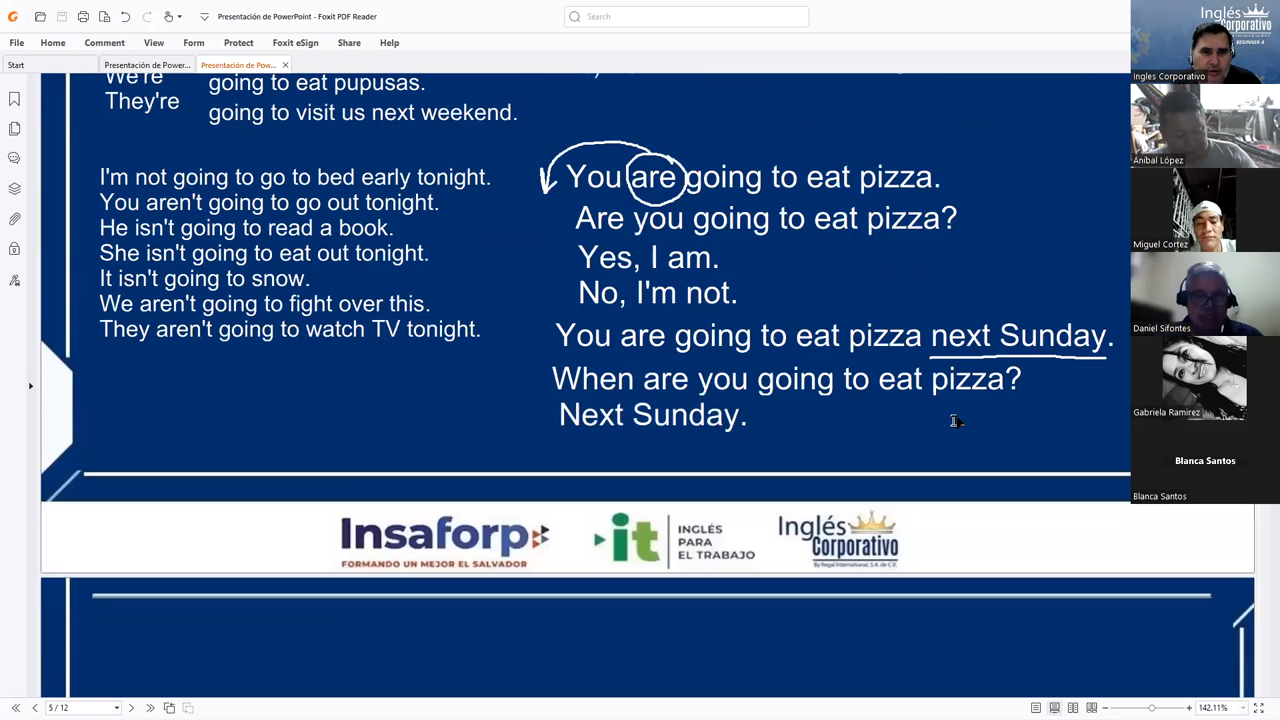 Presentación de PowerPoint - Foxit PDF Reader
Search
File Home Comment View Form Protect Foxit eSign Share Help
Start
Presentación de Power...
Presentación de Pow...
We're
They're
going to eat pupusas.
going to visit us next weekend.
I'm not going to go to bed early tonight.
You aren't going to go out tonight.
He isn't going to read a book.
She isn't going to eat out tonight.
It isn't going to snow.
We aren't going to fight over this.
They aren't going to watch TV tonight.
You are going to eat pizza.
Are you going to eat pizza?
Yes, I am.
No, I'm not.
You are going to eat pizza next Sunday.
When are you going to eat pizza?
Next Sunday.
Insaforp
FORMANDO UN MEJOR EL SALVADOR
it
INGLÉS
PARA
EL TRABAJO
Inglés
Corporativo
By Regal International, S.A. de C.V.
5 / 12
142.11%
Inglés
Corporativo
BEGINNER 4
Ingles Corporativo
Aníbal López
Miguel Cortez
Daniel Sifontes
Gabriela Ramirez
Blanca Santos
Blanca Santos